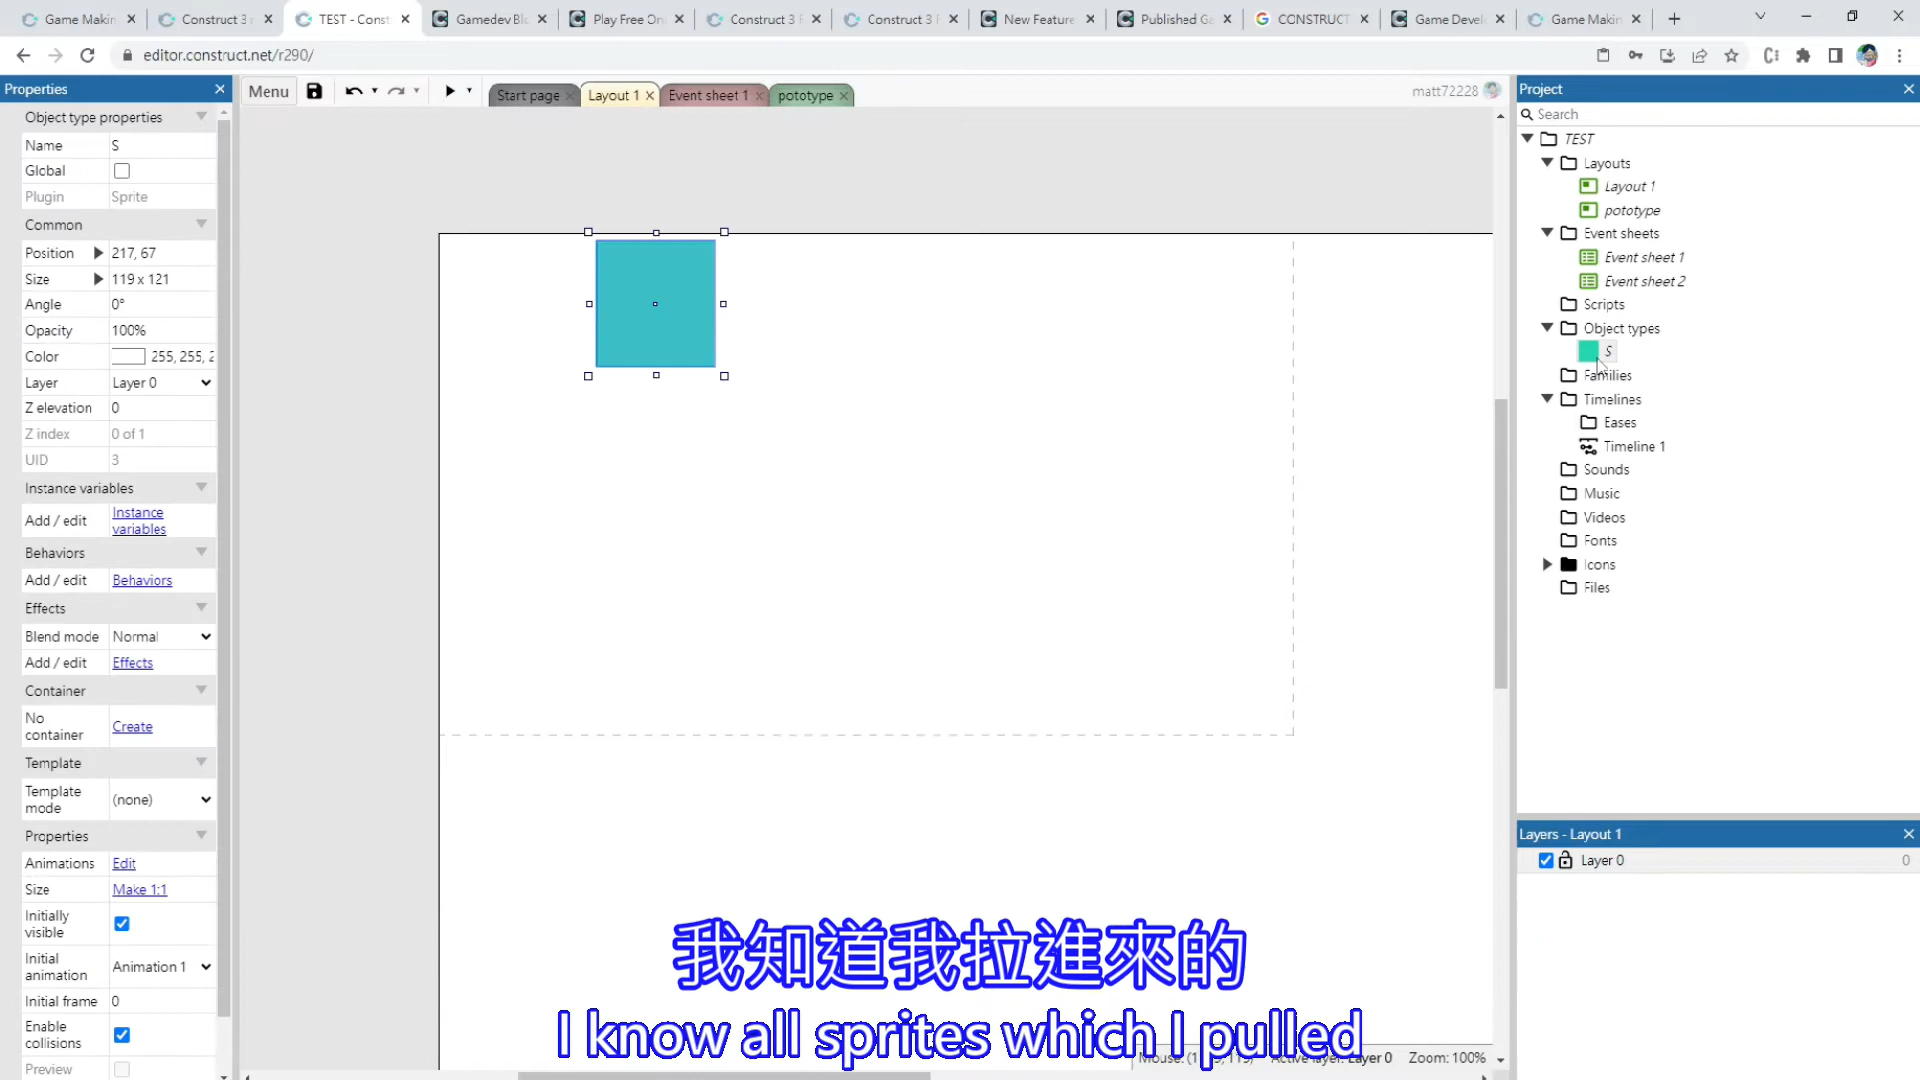 Game Makin
Construct 3 r
TEST - Const
Gamedev Blo
Play Free On
Construct 3 R
Construct 3 R
New Feature
Published Ga
CONSTRUCT
Game Devel
Game Makin
editor.construct.net/r290/
Properties
Object type properties
Name S
Global
Plugin Sprite
Common
Position 217, 67
Size 119 x 121
Angle 0°
Opacity 100%
Color 255, 255, 2
Layer Layer 0
Z elevation 0
Z index 0 of 1
UID 3
Instance variables
Add / edit Instance variables
Behaviors
Add / edit Behaviors
Effects
Blend mode Normal
Add / edit Effects
Container
No container Create
Template
Template mode (none)
Properties
Animations Edit
Size Make 1:1
Initially visible
Initial animation Animation 1
Initial frame 0
Enable collisions
Preview
Menu
Start page
Layout 1
Event sheet 1
pototype
matt72228
Project
Search
TEST
Layouts
Layout 1
pototype
Event sheets
Event sheet 1
Event sheet 2
Scripts
Object types
S
Families
Timelines
Eases
Timeline 1
Sounds
Music
Videos
Fonts
Icons
Files
Layers - Layout 1
Layer 0 0
我知道我拉進來的
I know all sprites which I pulled
Active layer: Layer 0 Zoom: 100%